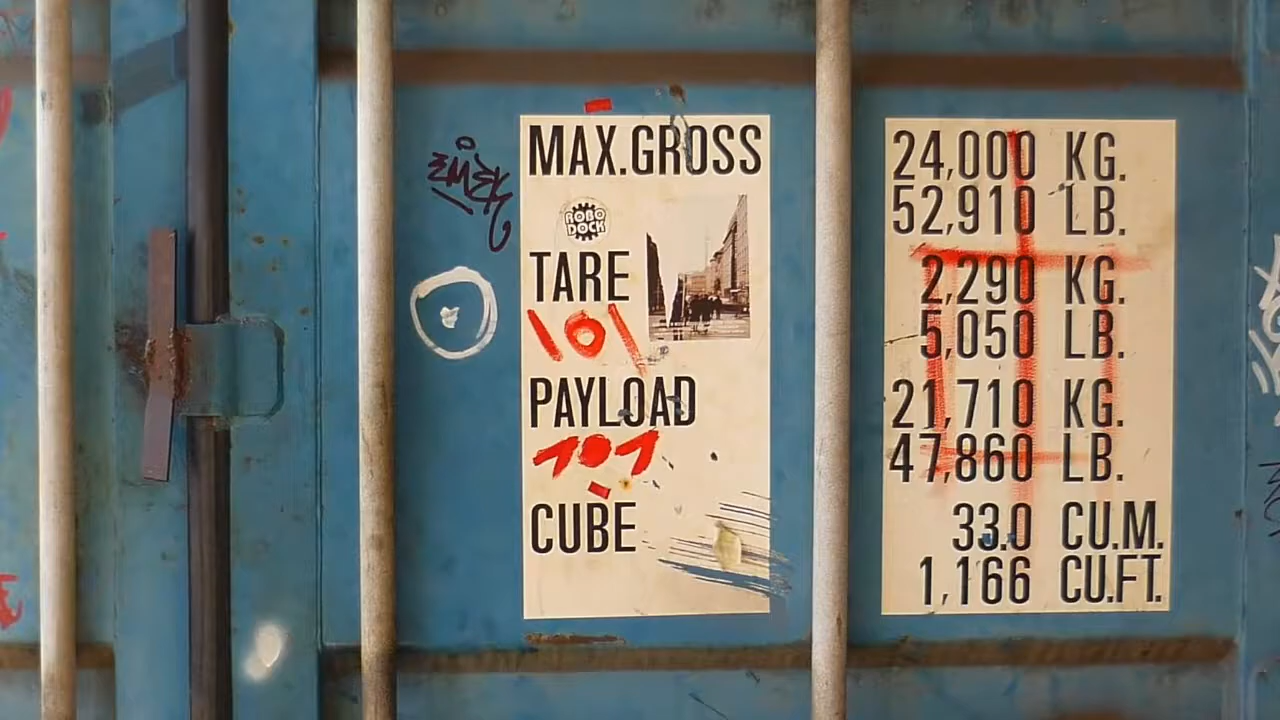 MAX.GROSS
24,000 KG.
52,910 LB.
ROBO
DOCK
TARE
2,290 KG.
5,050 LB.
PAYLOAD
21,710 KG.
47,860 LB.
CUBE
33.0 CU.M.
1,166 CU.FT.